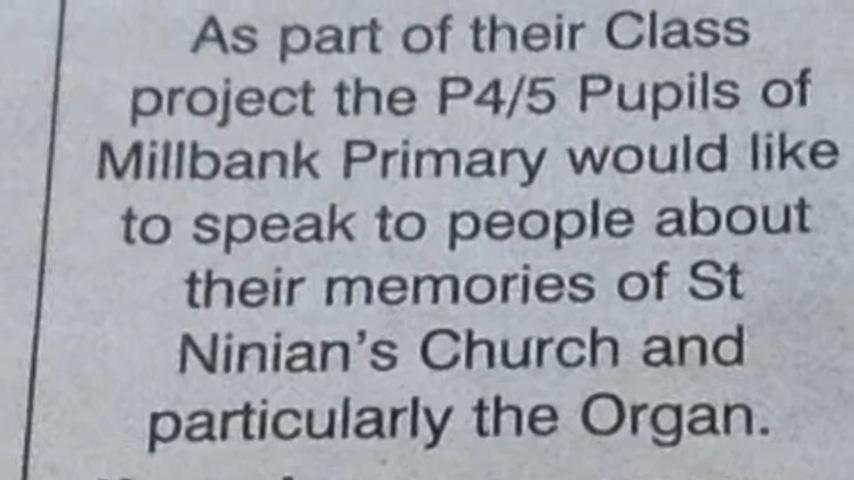 As part of their Class
project the P4/5 Pupils of
Millbank Primary would like
to speak to people about
their memories of St
Ninian's Church and
particularly the Organ.